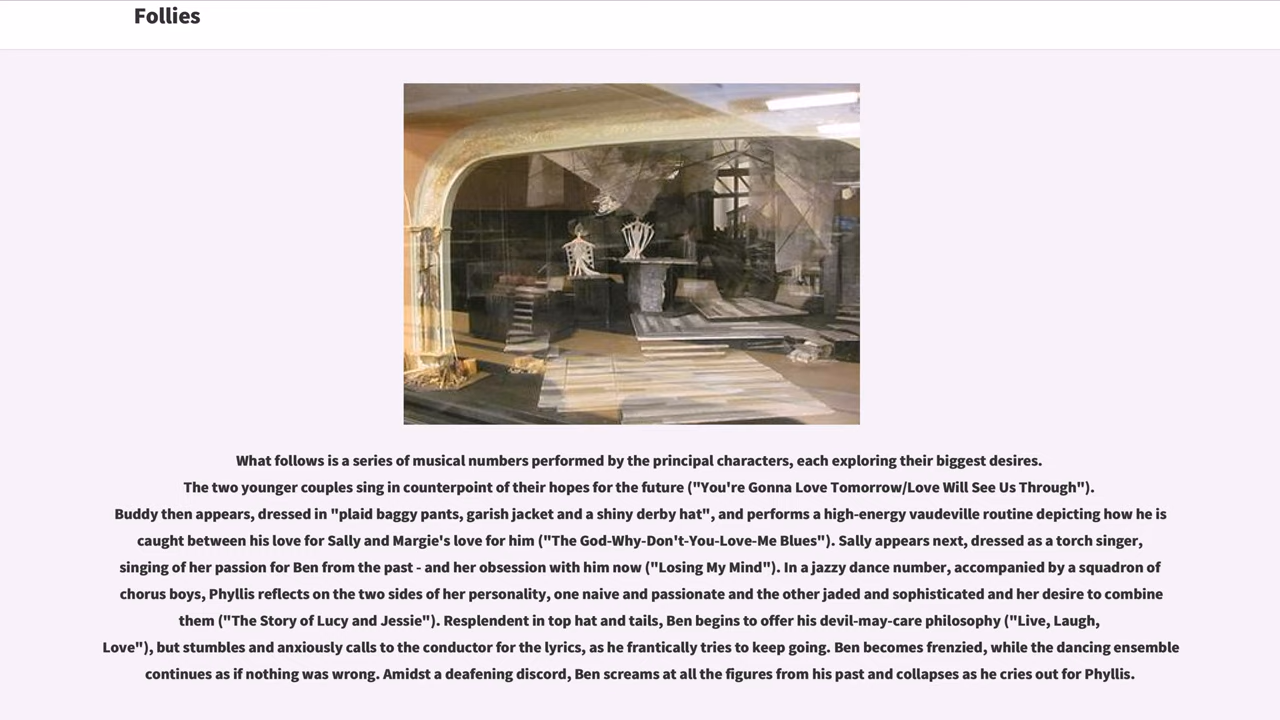 Follies
What follows is a series of musical numbers performed by the principal characters, each exploring their biggest desires.
The two younger couples sing in counterpoint of their hopes for the future ("You're Gonna Love Tomorrow/Love Will See Us Through").
Buddy then appears, dressed in "plaid baggy pants, garish jacket and a shiny derby hat", and performs a high-energy vaudeville routine depicting how he is
caught between his love for Sally and Margie's love for him ("The God-Why-Don't-You-Love-Me Blues"). Sally appears next, dressed as a torch singer,
singing of her passion for Ben from the past - and her obsession with him now ("Losing My Mind"). In a jazzy dance number, accompanied by a squadron of
chorus boys, Phyllis reflects on the two sides of her personality, one naive and passionate and the other jaded and sophisticated and her desire to combine
them ("The Story of Lucy and Jessie"). Resplendent in top hat and tails, Ben begins to offer his devil-may-care philosophy ("Live, Laugh,
Love"), but stumbles and anxiously calls to the conductor for the lyrics, as he frantically tries to keep going. Ben becomes frenzied, while the dancing ensemble
continues as if nothing was wrong. Amidst a deafening discord, Ben screams at all the figures from his past and collapses as he cries out for Phyllis.